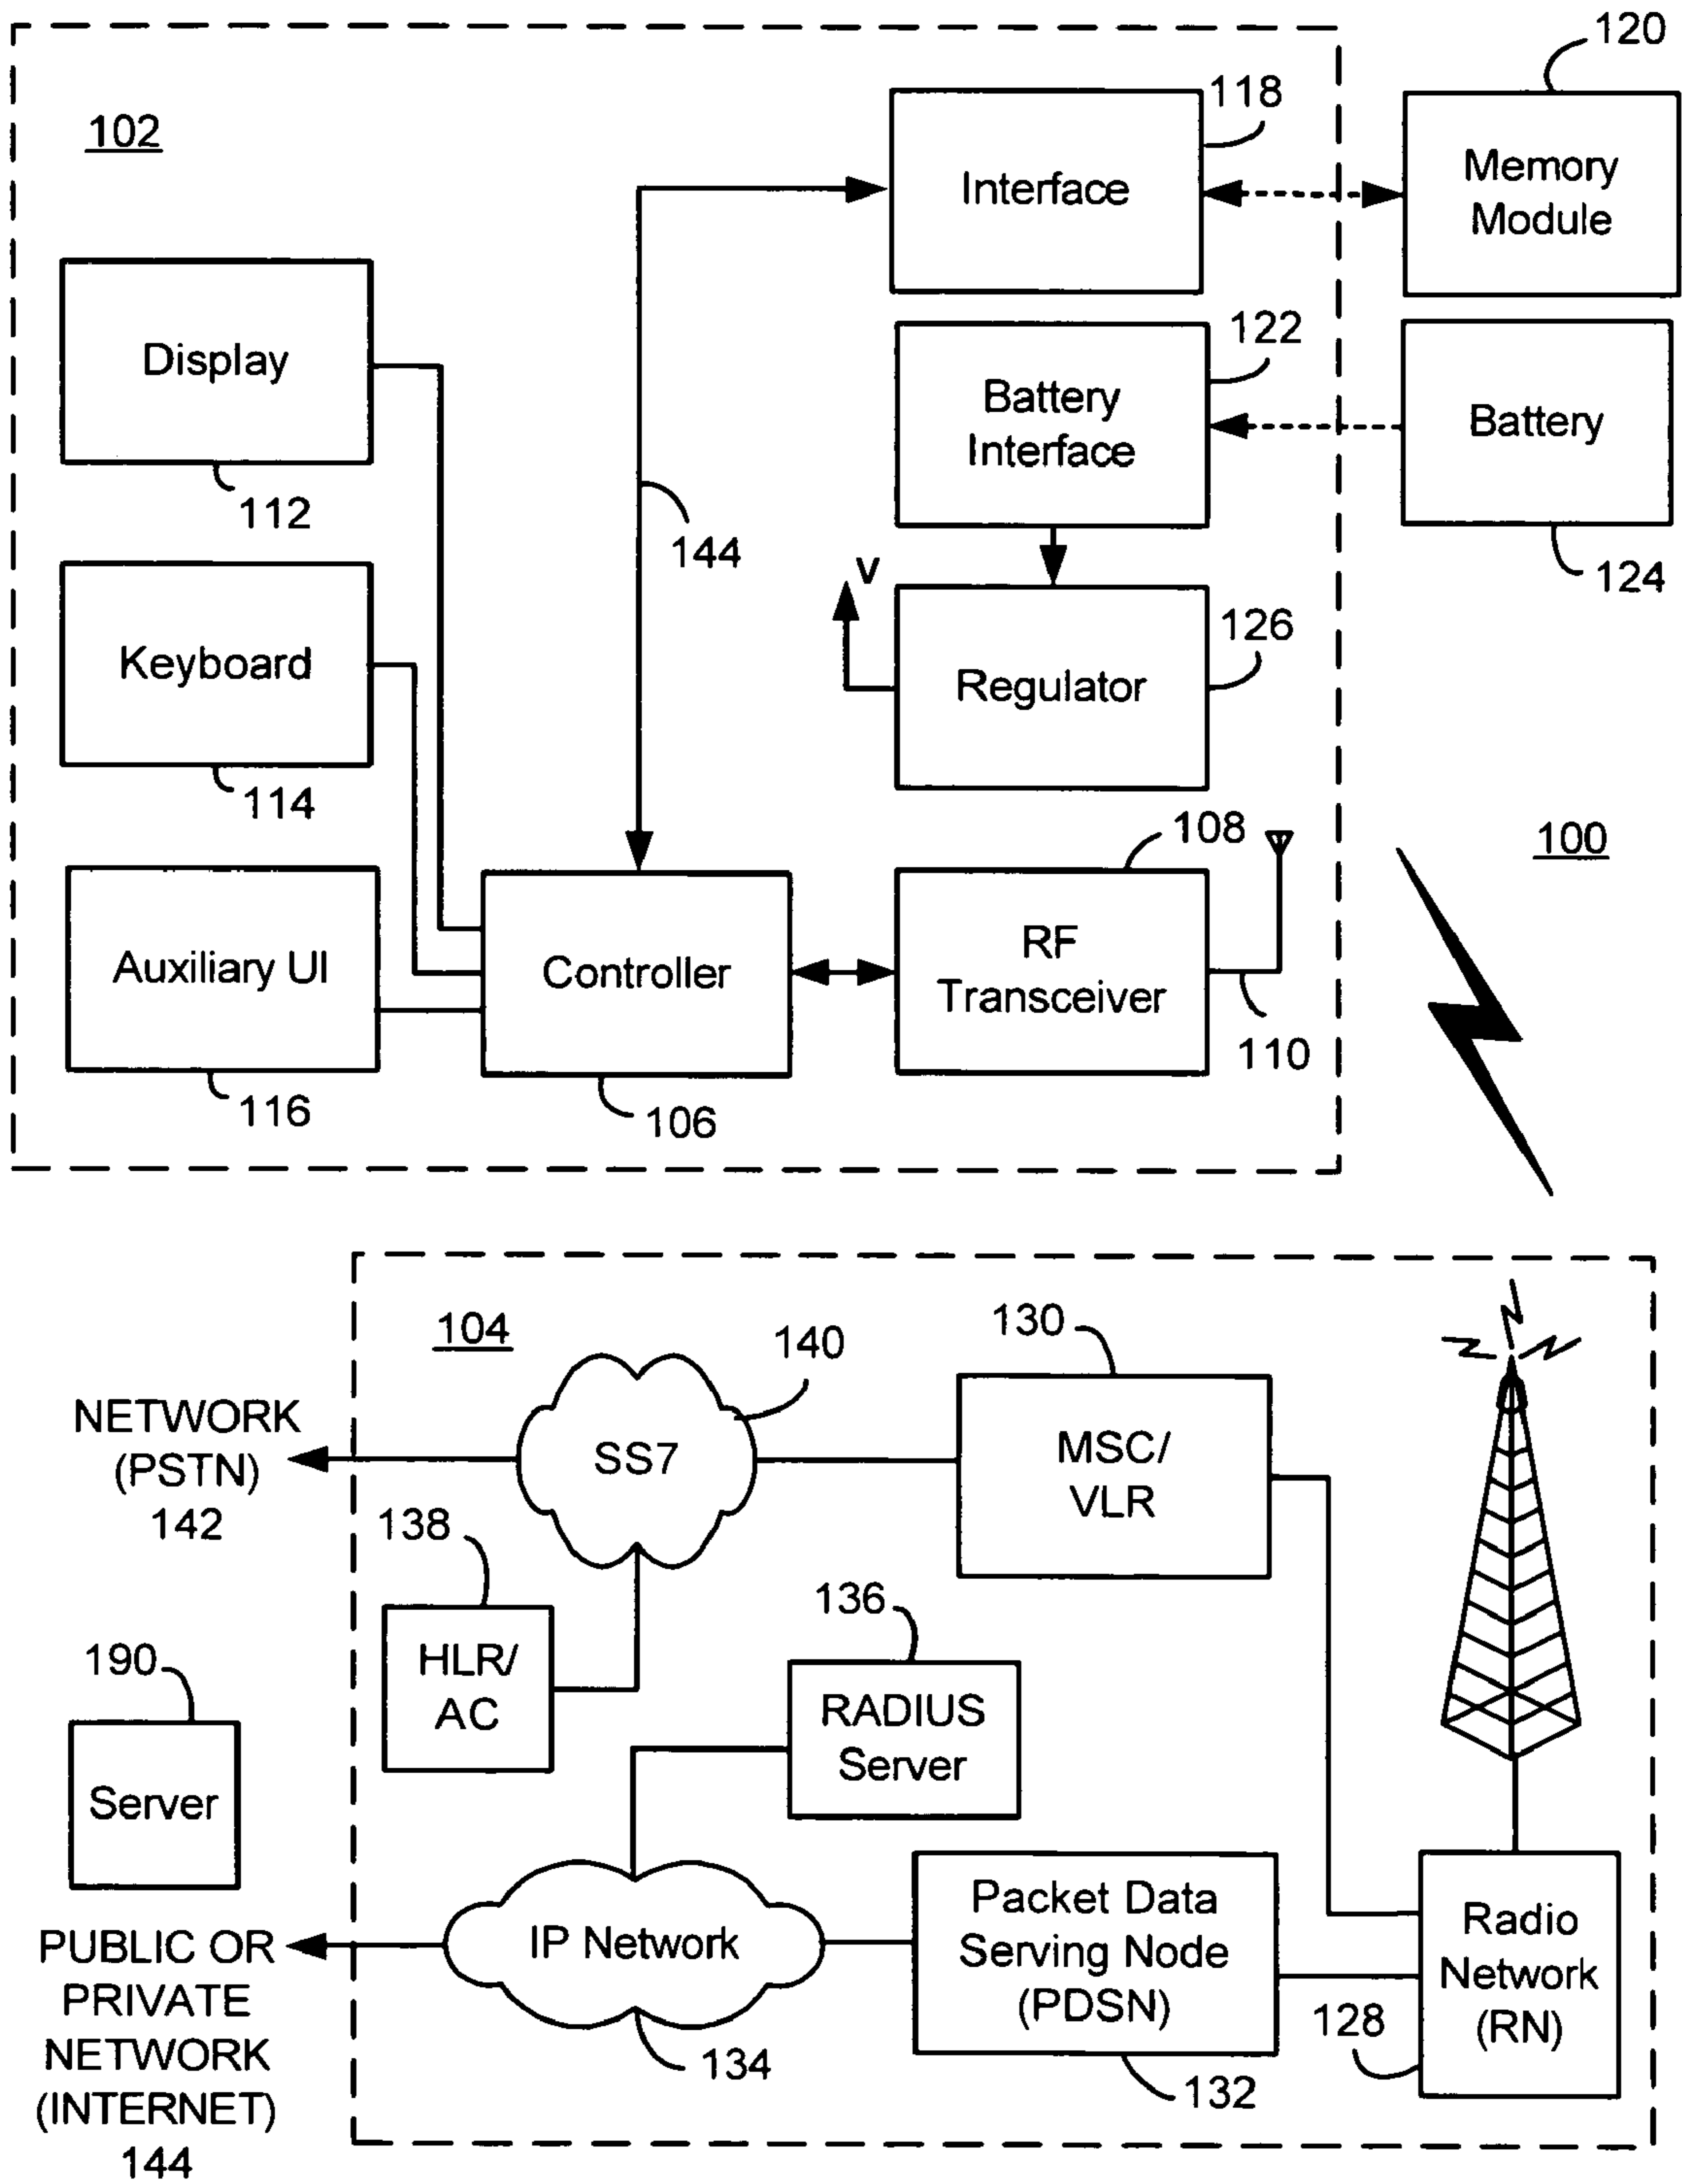 120
118
102
Memory
Module
Interface
122
Display
Battery
Interface
Battery
112
144
V
124
126
Keyboard
Regulator
114
108
100
RF
Transceiver
Auxiliary UI
Controller
110
116
106
130
104
140
NETWORK
(PSTN)
142
SS7
MSC/
VLR
138
136
HLR/
AC
190
RADIUS
Server
Server
Packet Data
Serving Node
(PDSN)
Radio
Network
(RN)
IP Network
PUBLIC OR
PRIVATE
NETWORK
(INTERNET)
144
128
134
132